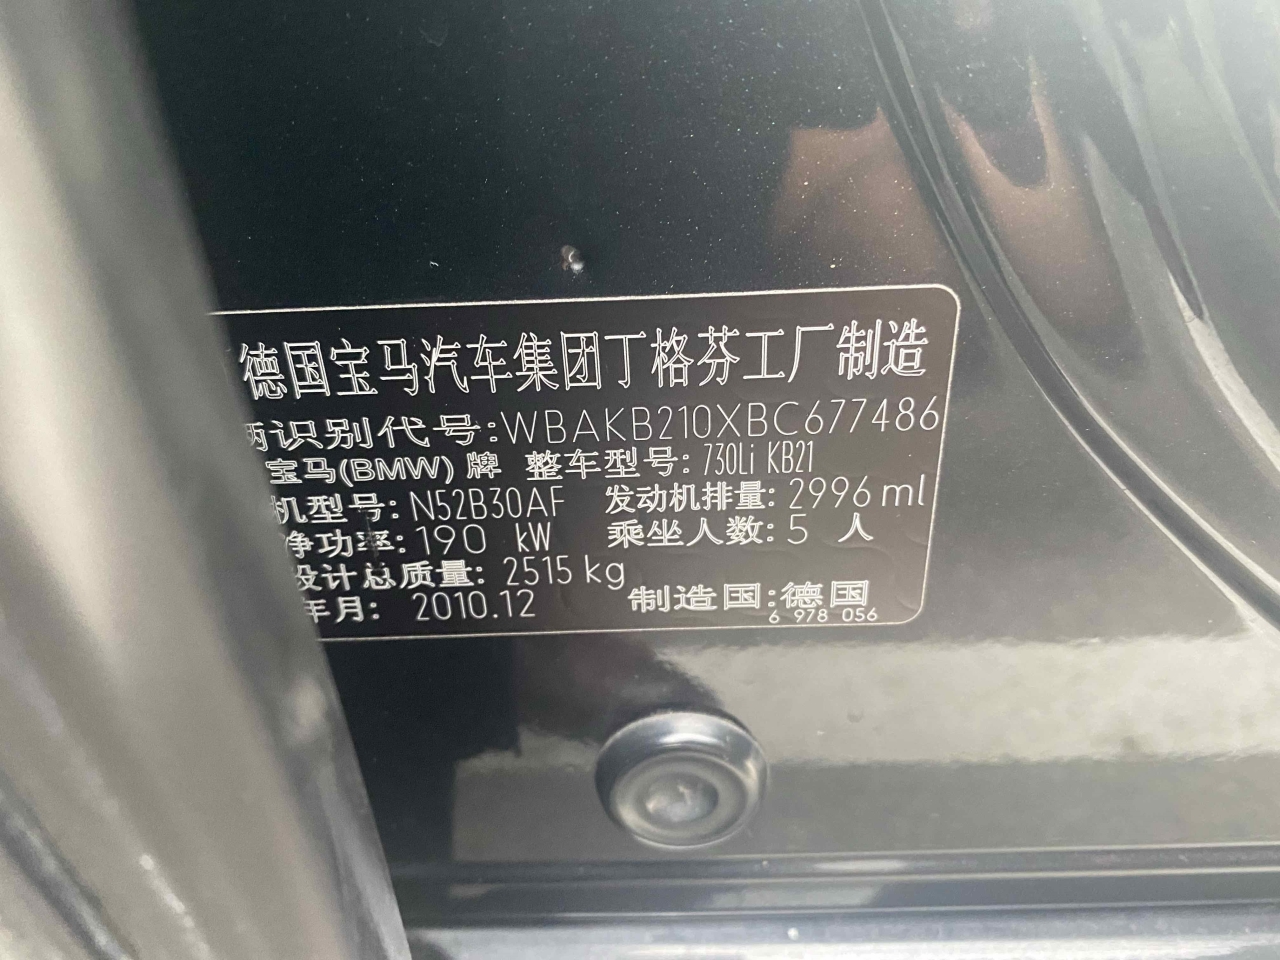 德国宝马汽车集团丁格芬工厂制造
辆识别代号:WBAKB210XBC677486
宝马(BMW)牌 整车型号:730Li KB21
机型号:N52B30AF 发动机排量:2996ml
净功率:190 kW 乘坐人数:5 人
设计总质量:2515kg
年月: 2010.12 制造国:德国
6 978 056